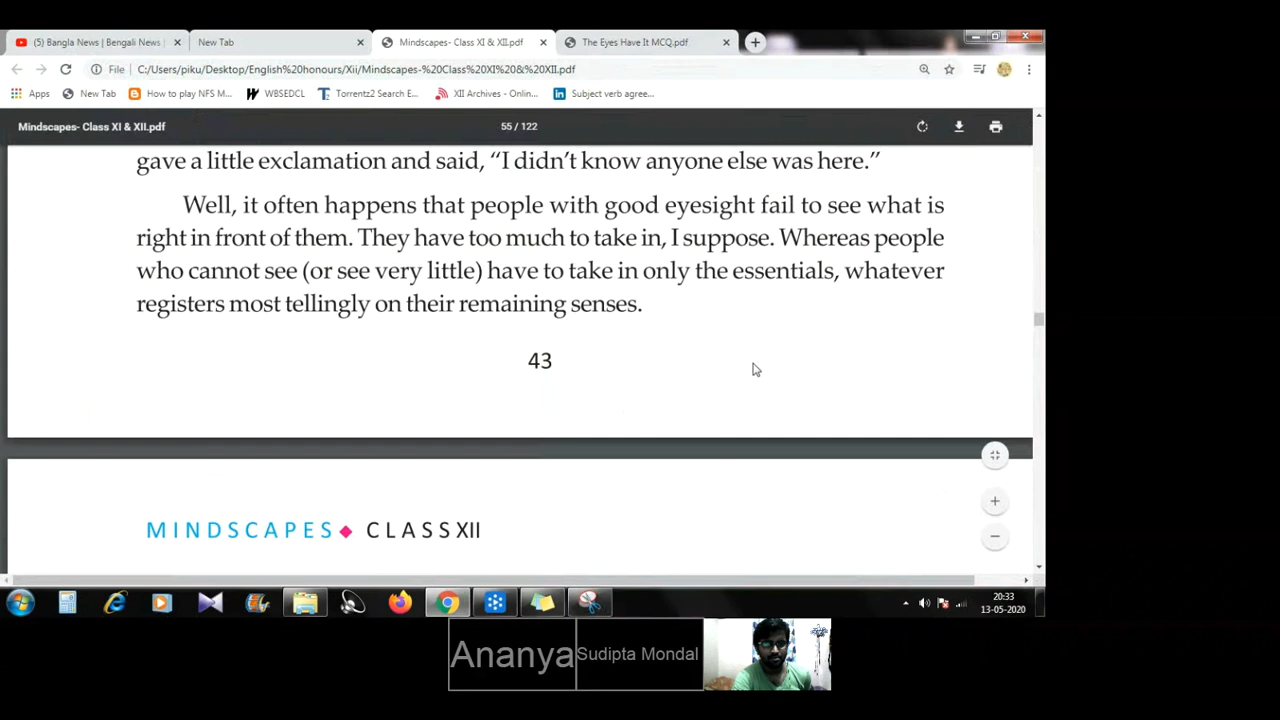 (5) Bangla News | Bengali News |
New Tab
Mindscapes- Class XI & XII.pdf
The Eyes Have It MCQ.pdf
File
C:/Users/piku/Desktop/English%20honours/Xii/Mindscapes-%20Class%20XI%20&%20XII.pdf
Apps
New Tab
How to play NFS M...
WBSEDCL
Torrentz2 Search E...
XII Archives - Onlin...
Subject verb agree...
Mindscapes- Class XI & XII.pdf
55 / 122
gave a little exclamation and said, “I didn’t know anyone else was here.”
Well, it often happens that people with good eyesight fail to see what is
right in front of them. They have too much to take in, I suppose. Whereas people
who cannot see (or see very little) have to take in only the essentials, whatever
registers most tellingly on their remaining senses.
43
MINDSCAPES ◆ CLASS XII
20:33
13-05-2020
Ananya
Sudipta Mondal